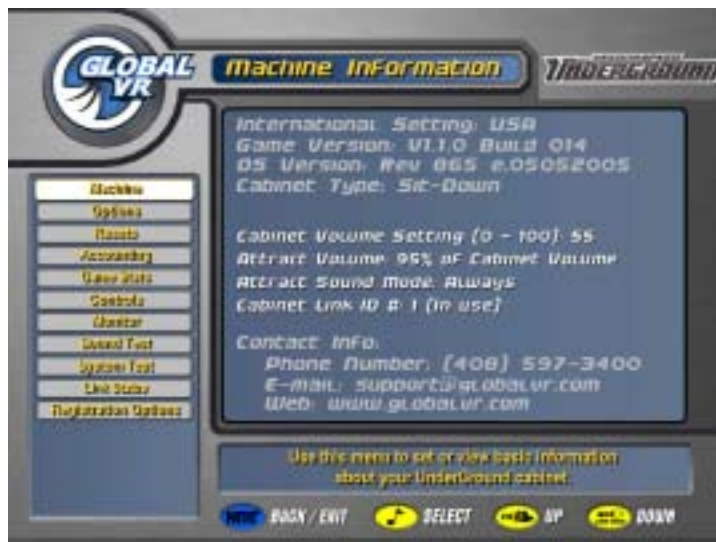 GLOBAL
VR
Machine Information
UNDERGROUND
International Setting: USA
Game Version: V1.1.0 Build 014
OS Version: Rev 865 e.05052005
Cabinet Type: Sit-Down
Cabinet Volume Setting (0 - 100): 55
Attract Volume: 95% of Cabinet Volume
Attract Sound Mode: Always
Cabinet Link ID #: 1 (in use)
Contact Info:
Phone Number: (408) 597-3400
E-mail: support@globalvr.com
Web: www.globalvr.com
Machine
Options
Resets
Accounting
Game Stats
Controls
Monitor
Sound Test
System Test
Link Status
Registration Options
Use this menu to set or view basic information
about your UnderGround cabinet.
BACK / EXIT
SELECT
UP
DOWN